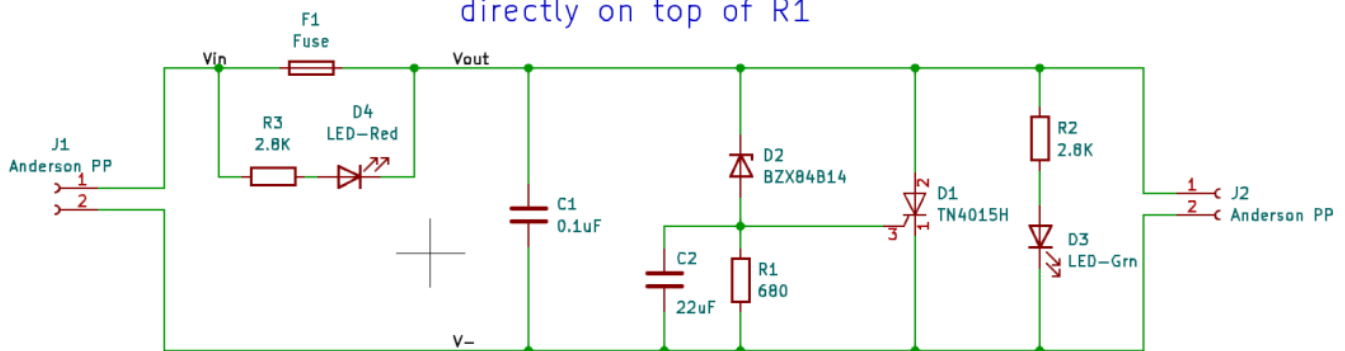 directly on top of R1
F1
Fuse
Vin
Vout
R3
2.8K
D4
LED-Red
J1
Anderson PP
1
2
C1
0.1uF
D2
BZX84B14
C2
22uF
R1
680
2
D1
TN4015H
3
1
R2
2.8K
D3
LED-Grn
1
2
J2
Anderson PP
V-